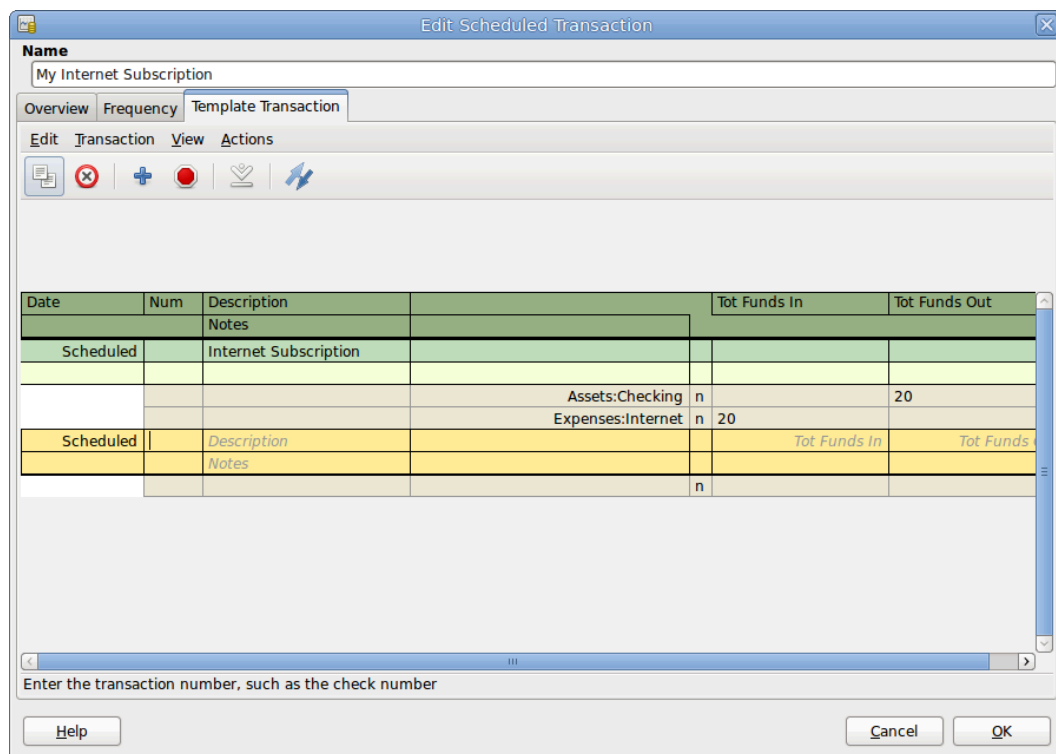 Edit Scheduled Transaction
Name
My Internet Subscription
Overview Frequency Template Transaction
Edit Transaction View Actions
Date Num Description Tot Funds In Tot Funds Out
Notes
Scheduled Internet Subscription
Assets:Checking n 20
Expenses:Internet n 20
Scheduled Description Tot Funds In Tot Funds
Notes
n
Enter the transaction number, such as the check number
Help Cancel OK